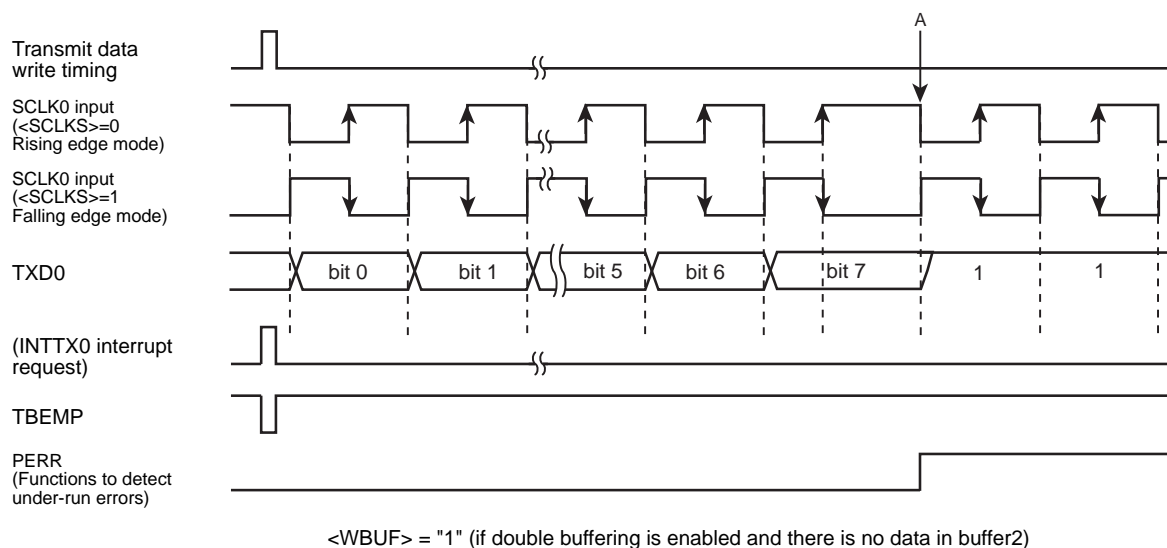 A
Transmit data
write timing
SCLK0 input
(<SCLKS>=0
Rising edge mode)
SCLK0 input
(<SCLKS>=1
Falling edge mode)
TXD0
bit 0
bit 1
bit 5
bit 6
bit 7
1
1
(INTTX0 interrupt
request)
TBEMP
PERR
(Functions to detect
under-run errors)
<WBUF> = "1" (if double buffering is enabled and there is no data in buffer2)